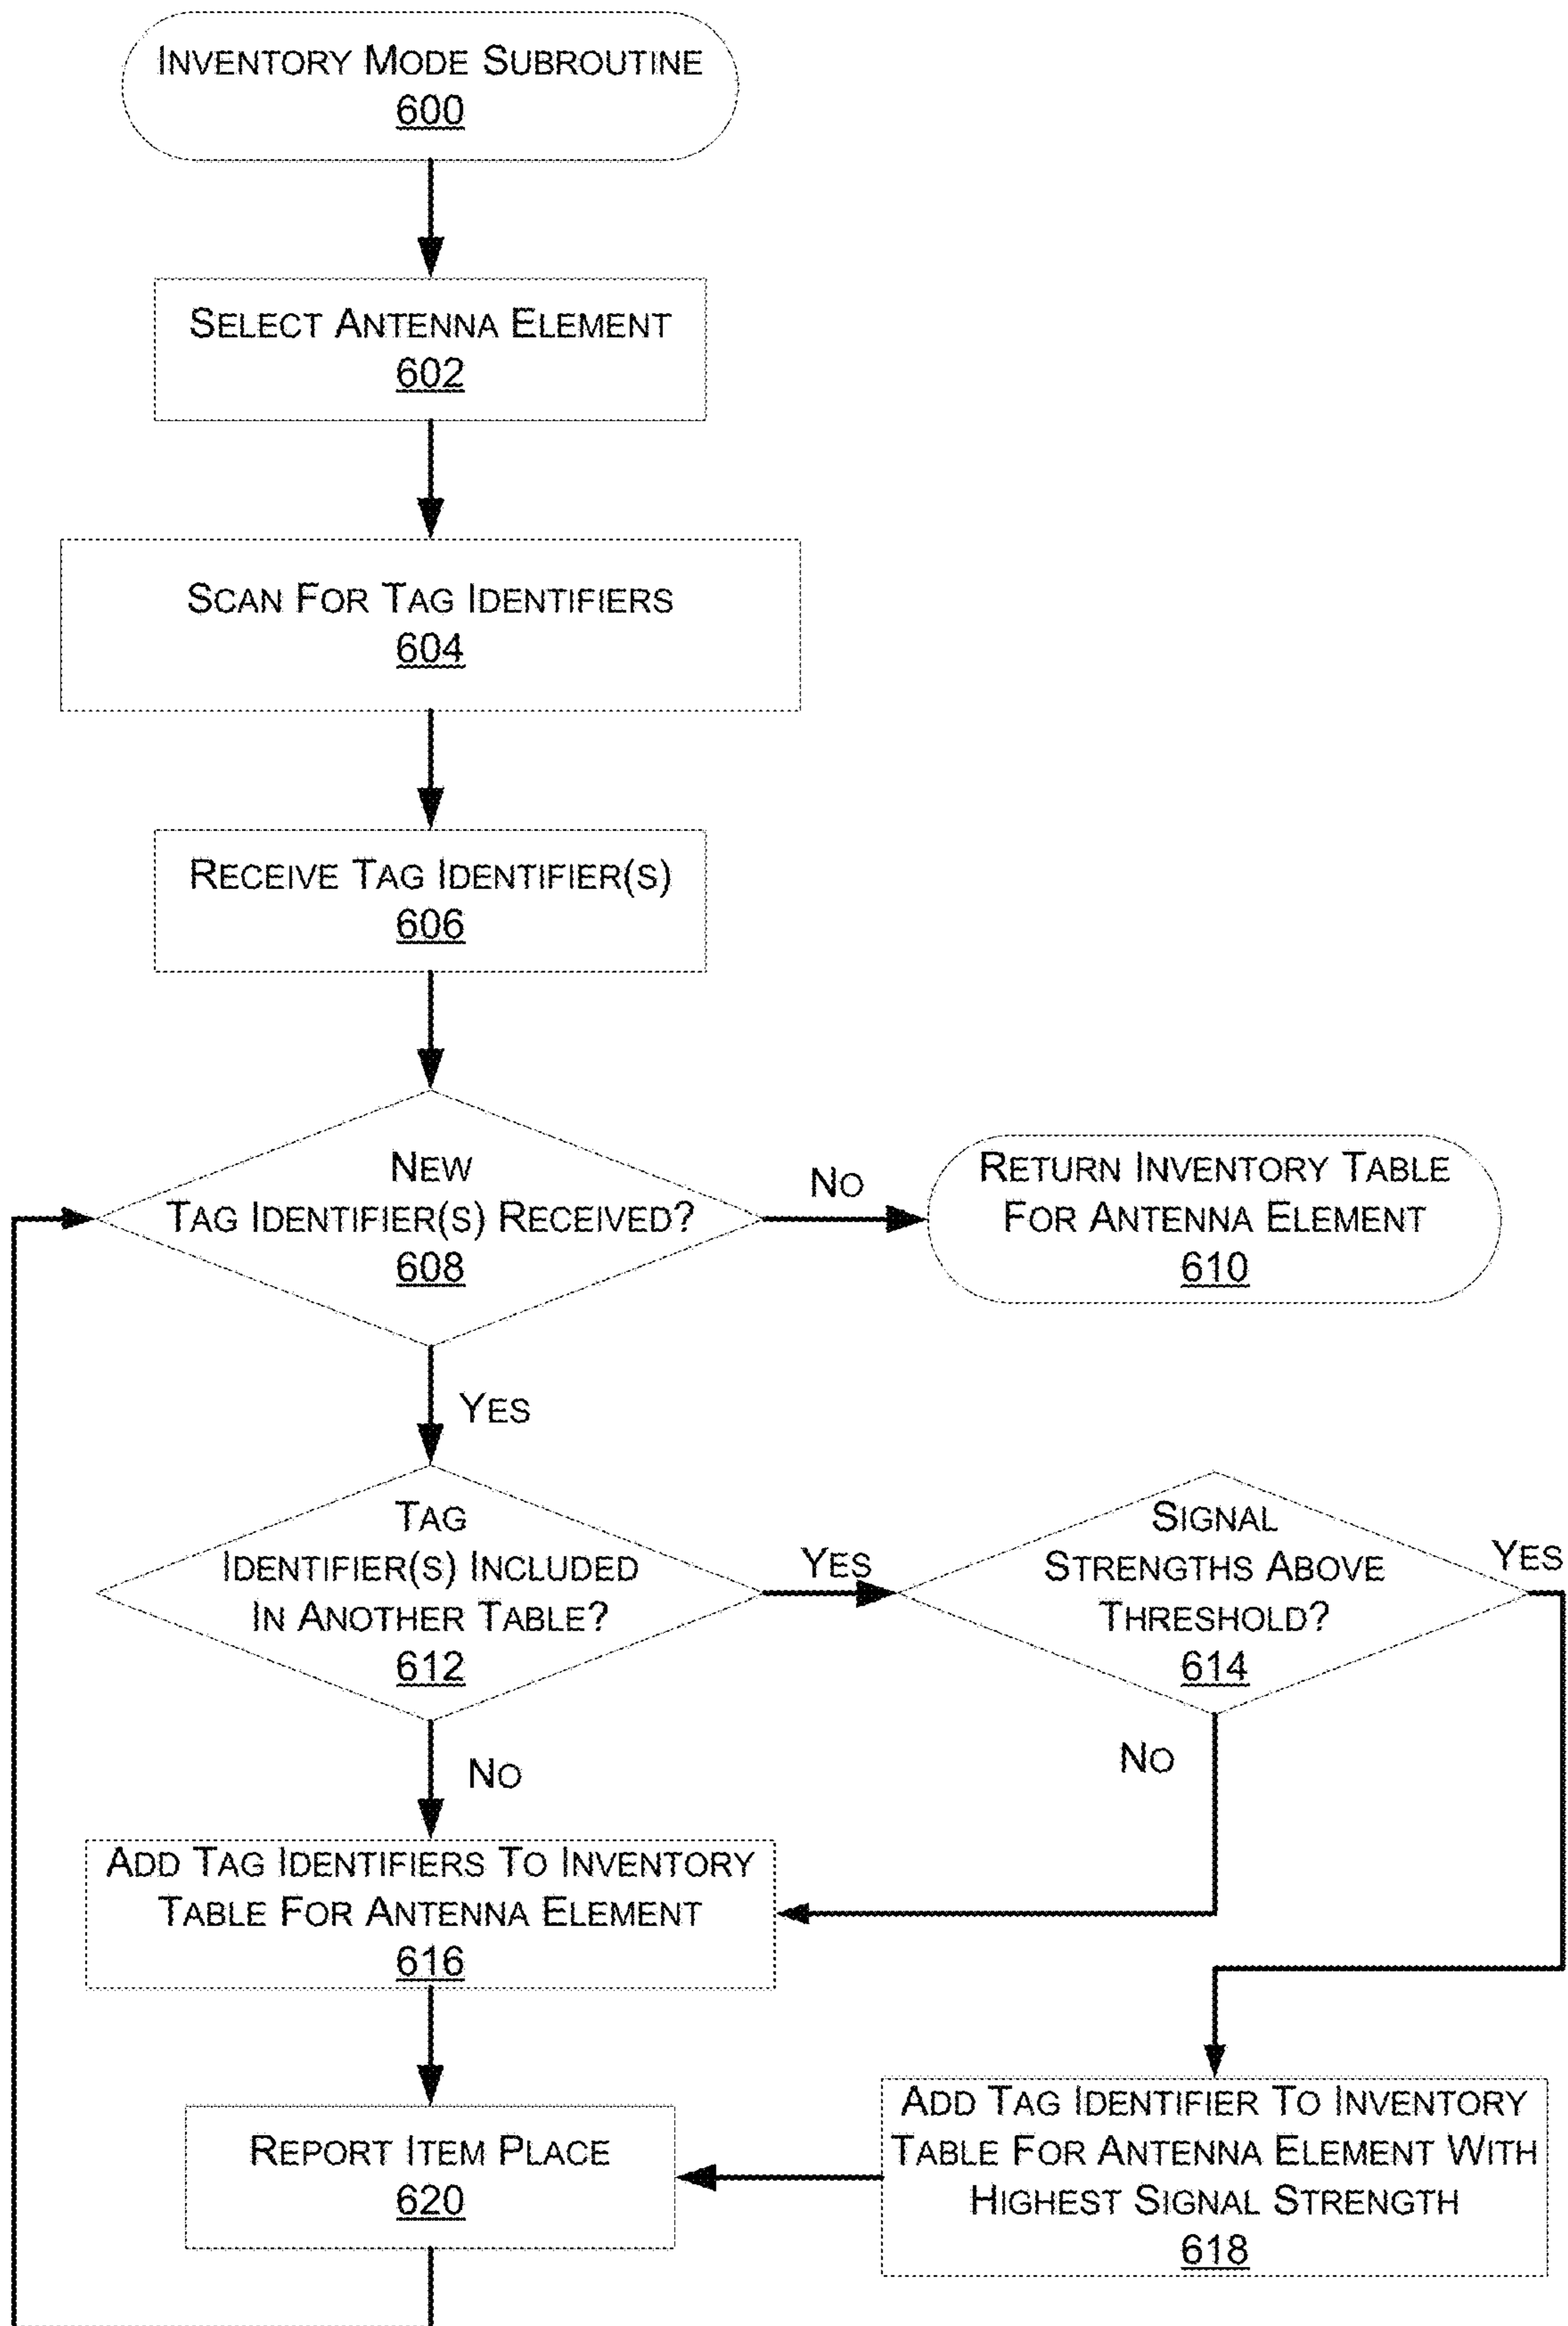 INVENTORY MODE SUBROUTINE
600
SELECT ANTENNA ELEMENT
602
SCAN FOR TAG IDENTIFIERS
604
RECEIVE TAG IDENTIFIER(S)
606
NEW
TAG IDENTIFIER(S) RECEIVED?
608
NO
RETURN INVENTORY TABLE
FOR ANTENNA ELEMENT
610
YES
TAG
IDENTIFIER(S) INCLUDED
IN ANOTHER TABLE?
612
YES
SIGNAL
STRENGTHS ABOVE
THRESHOLD?
614
YES
NO
NO
ADD TAG IDENTIFIERS TO INVENTORY
TABLE FOR ANTENNA ELEMENT
616
REPORT ITEM PLACE
620
ADD TAG IDENTIFIER TO INVENTORY
TABLE FOR ANTENNA ELEMENT WITH
HIGHEST SIGNAL STRENGTH
618